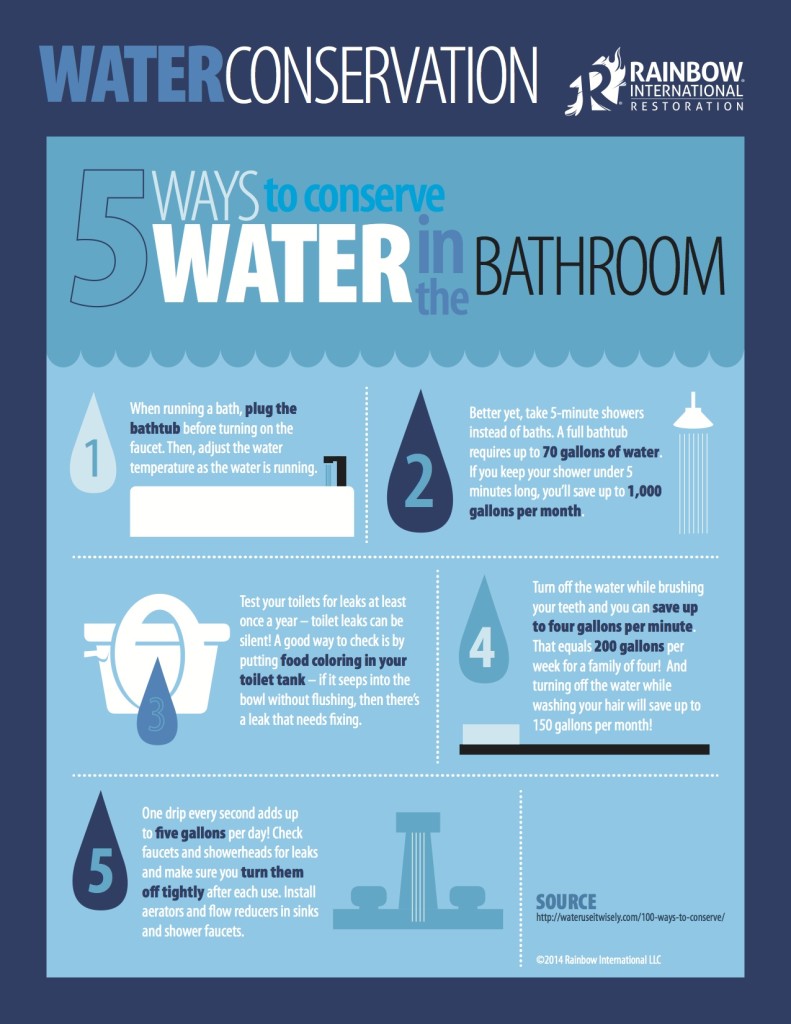 WATERCONSERVATION
RAINBOW
INTERNATIONAL
RESTORATION
5 WAYS to conserve
WATER in the BATHROOM
1
When running a bath, plug the
bathtub before turning on the
faucet. Then, adjust the water
temperature as the water is running.
2
Better yet, take 5-minute showers
instead of baths. A full bathtub
requires up to 70 gallons of water.
If you keep your shower under 5
minutes long, you'll save up to 1,000
gallons per month.
3
Test your toilets for leaks at least
once a year – toilet leaks can be
silent! A good way to check is by
putting food coloring in your
toilet tank – if it seeps into the
bowl without flushing, then there's
a leak that needs fixing.
4
Turn off the water while brushing
your teeth and you can save up
to four gallons per minute.
That equals 200 gallons per
week for a family of four! And
turning off the water while
washing your hair will save up to
150 gallons per month!
5
One drip every second adds up
to five gallons per day! Check
faucets and showerheads for leaks
and make sure you turn them
off tightly after each use. Install
aerators and flow reducers in sinks
and shower faucets.
SOURCE
http://wateruseitwisely.com/100-ways-to-conserve/
©2014 Rainbow International LLC